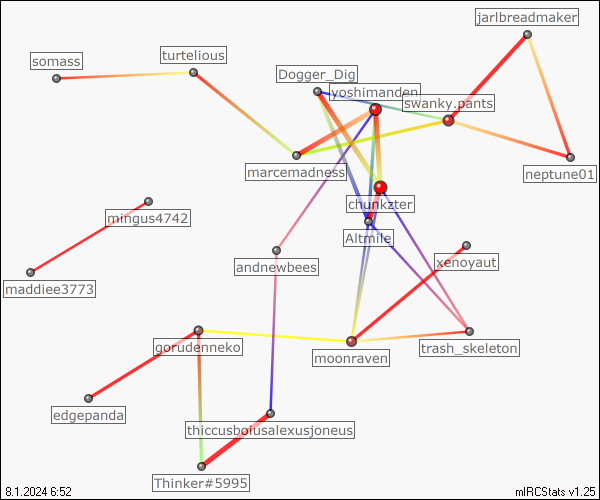 jarlbreadmaker
turtelious
somass
Dogger_Dig
yoshimanden
swanky.pants
marcemadness
neptune01
chunkzter
mingus4742
Altmile
xenoyaut
andnewbees
maddiee3773
gorudenneko
trash_skeleton
moonraven
edgepanda
thiccusbolusalexusjoneus
Thinker#5995
8.1.2024 6:52
mIRCStats v1.25